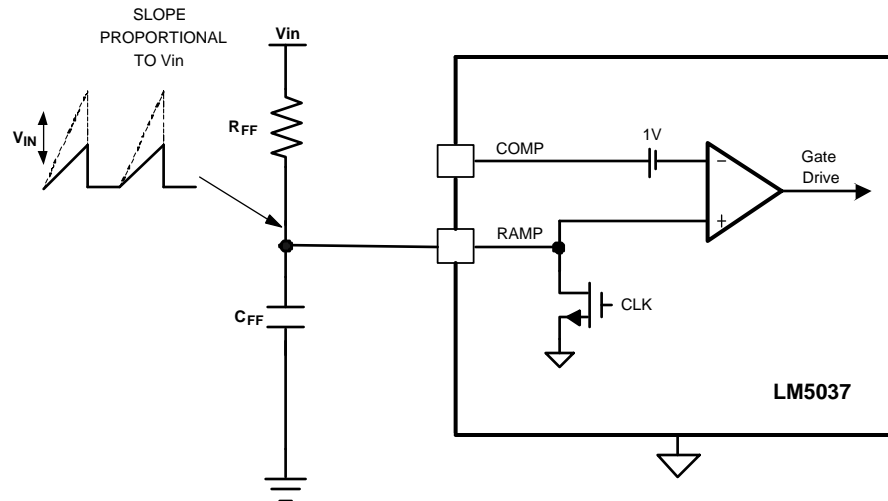 SLOPE
PROPORTIONAL
TO Vin
Vin
VIN
RFF
COMP
1V
−
Gate
Drive
+
RAMP
CFF
CLK
LM5037